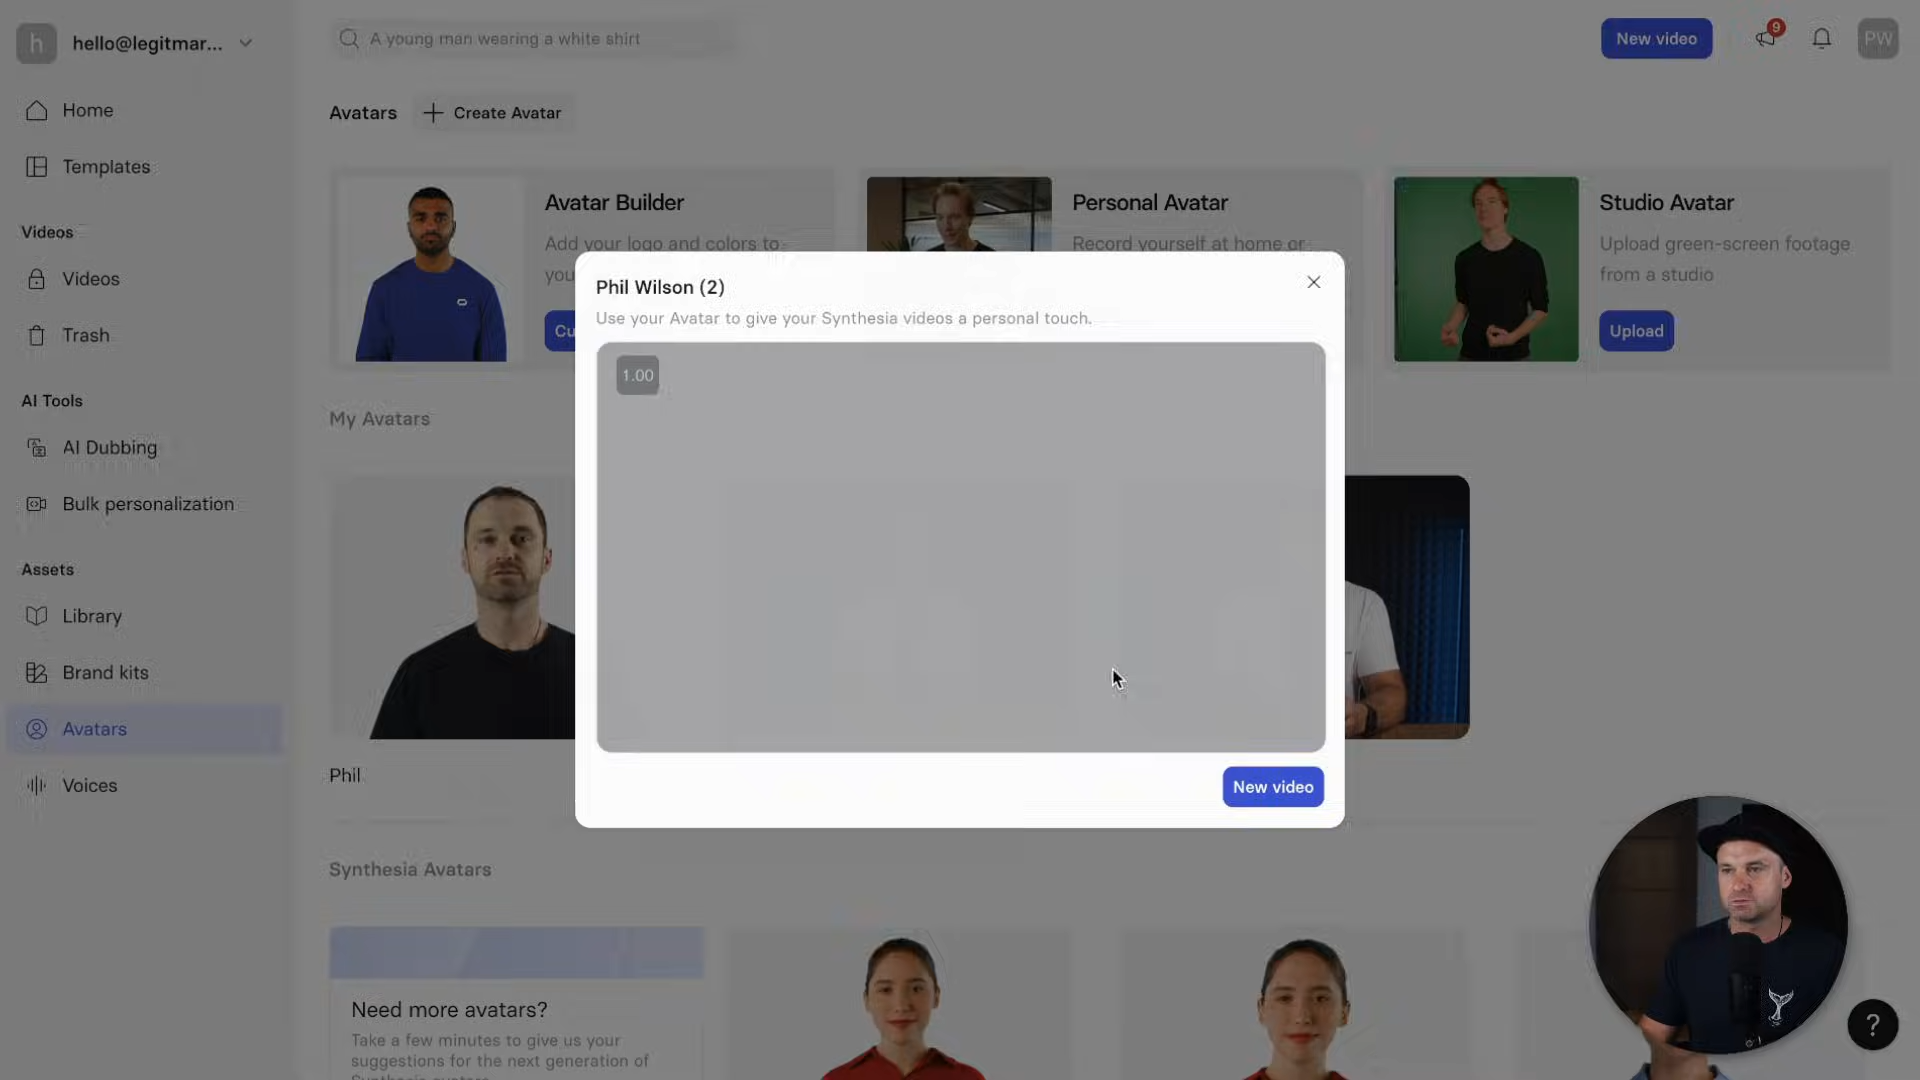 h hello@legitmar...
A young man wearing a white shirt
New video
9
PW
Home
Templates
Videos
Videos
Trash
AI Tools
AI Dubbing
Bulk personalization
Assets
Library
Brand kits
Avatars
Voices
Avatars
Create Avatar
Avatar Builder
Add your logo and colors to
you
Cu
Personal Avatar
Record yourself at home or
Studio Avatar
Upload green-screen footage
from a studio
Upload
My Avatars
Phil
Phil Wilson (2)
Use your Avatar to give your Synthesia videos a personal touch.
1.00
New video
Synthesia Avatars
Need more avatars?
Take a few minutes to give us your
suggestions for the next generation of
?